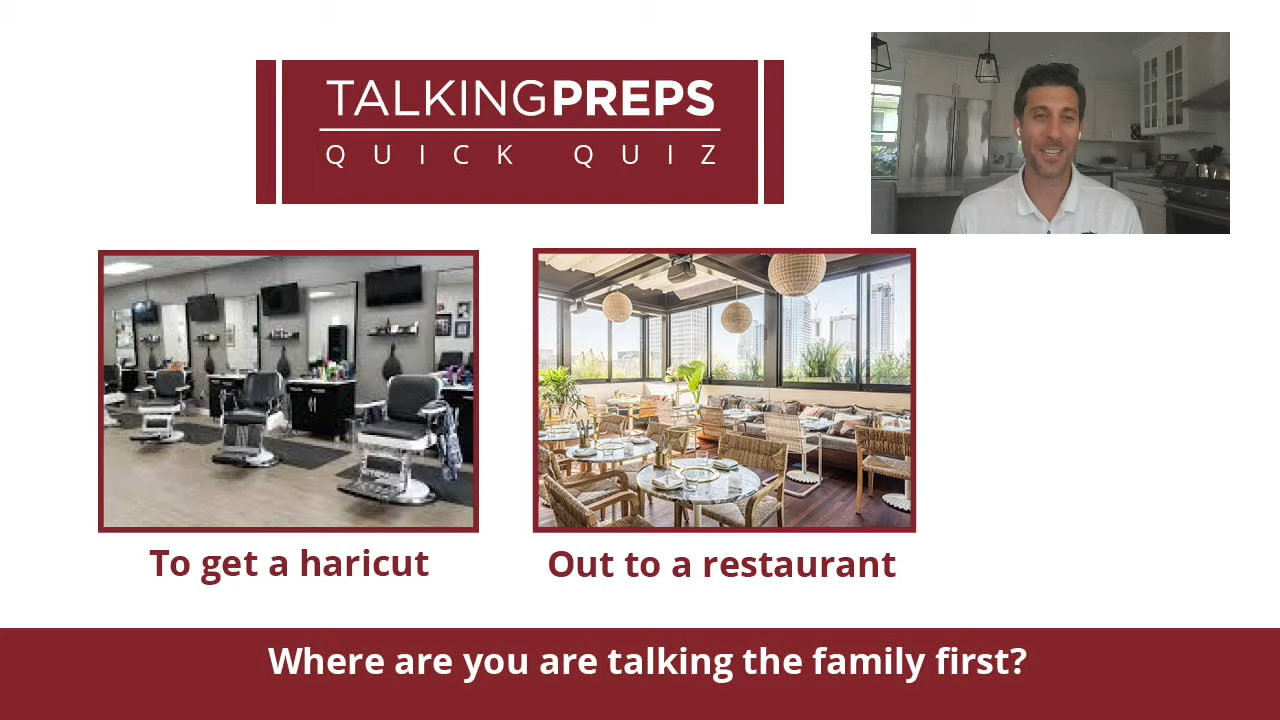 TALKINGPREPS
QUICK QUIZ
To get a haricut
Out to a restaurant
Where are you are talking the family first?